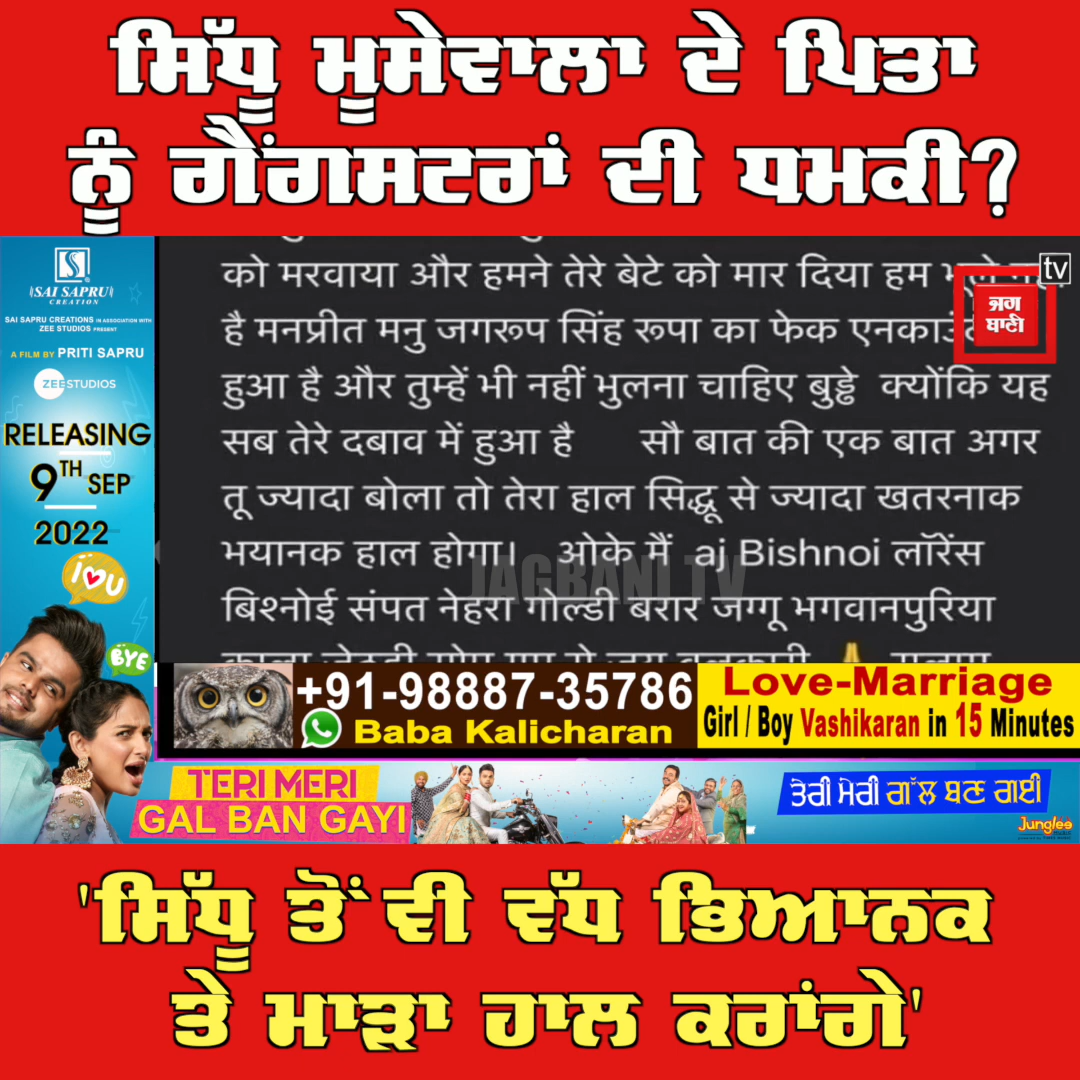 ਸਿੱਧੂ ਮੂਸੇਵਾਲਾ ਦੇ ਪਿਤਾ
ਨੂੰ ਗੈਂਗਸਟਰਾਂ ਦੀ ਧਮਕੀ?
SAI SAPRU
CREATION
SAI SAPRU CREATIONS IN ASSOCIATION WITH
ZEE STUDIOS PRESENT
A FILM BY PRITI SAPRU
ZEESTUDIOS
RELEASING
9TH SEP
2022
I U
BYE
को मरवाया और हमने तेरे बेटे को मार दिया हम
है मनप्रीत मनु जगरूप सिंह रूपा का फेक
हुआ है और तुम्हें भी नहीं भुलना चाहिए बुड्ढे क्योंकि यह
सब तेरे दबाव में हुआ है सौ बात की एक बात अगर
तू ज्यादा बोला तो तेरा हाल सिद्धू से ज्यादा खतरनाक
भयानक हाल होगा। ओके मैं aj Bishnoi लॉरेंस
बिश्नोई संपत नेहरा गोल्डी बरार जग्गू भगवानपुरिया
tv
ਜਗ
ਬਾਣੀ
JAGBANI TV
+91-98887-35786
Baba Kalicharan
Love-Marriage
Girl / Boy Vashikaran in 15 Minutes
TERI MERI
GAL BAN GAYI
ਤੇਰੀ ਮੇਰੀ ਗੱਲ ਬਣ ਗਈ
Junglee
'ਸਿੱਧੂ ਤੋਂ ਵੀ ਵੱਧ ਭਿਆਨਕ
ਤੇ ਮਾੜਾ ਹਾਲ ਕਰਾਂਗੇ'